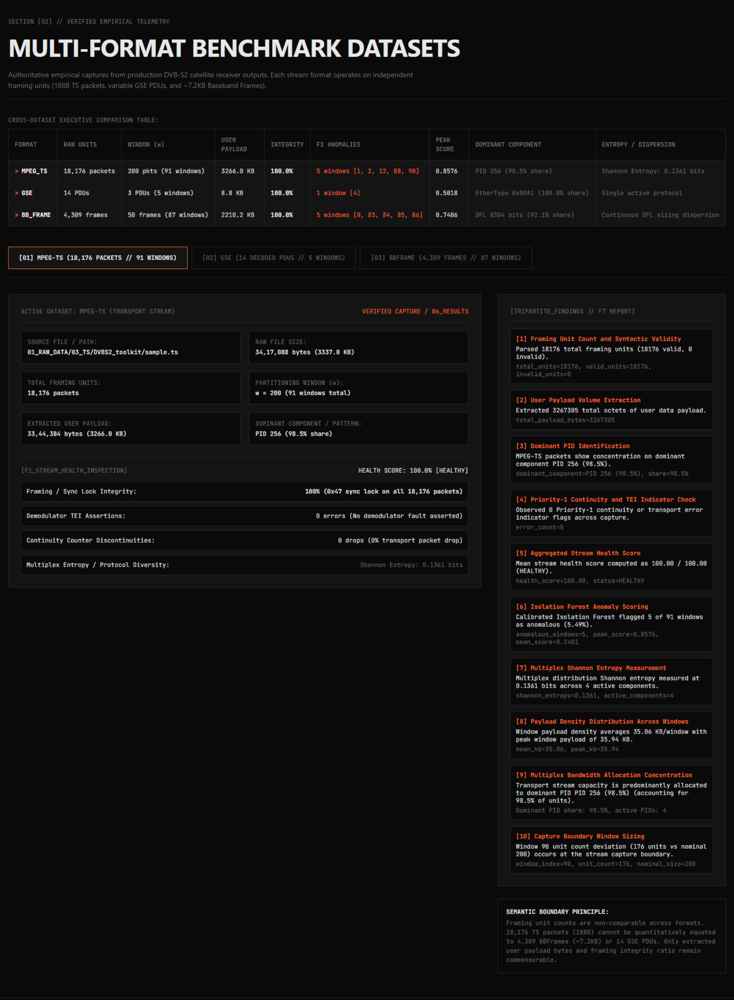 SECTION [02] // VERIFIED EMPIRICAL TELEMETRY
MULTI-FORMAT BENCHMARK DATASETS
Authoritative empirical captures from production DVB-S2 satellite receiver outputs. Each stream format operates on independent
framing units (188B TS packets, variable GSE PDUs, and ~7.2KB Baseband Frames).
CROSS-DATASET EXECUTIVE COMPARISON TABLE:
FORMAT RAW UNITS WINDOW (w) USER PAYLOAD INTEGRITY F2 ANOMALIES PEAK SCORE DOMINANT COMPONENT ENTROPY / DISPERSION
> MPEG_TS 18,176 packets 200 pkts (91 windows) 3266.0 KB 100.0% 5 windows [1, 2, 12, 88, 90] 0.8576 PID 256 (98.5% share) Shannon Entropy: 0.1361 bits
> GSE 14 PDUs 3 PDUs (5 windows) 8.8 KB 100.0% 1 window [4] 0.5018 EtherType 0x00A1 (100.0% share) Single active protocol
> BB_FRAME 4,309 frames 50 frames (87 windows) 2210.2 KB 100.0% 5 windows [0, 83, 84, 85, 86] 0.7406 DFL 8304 bits (92.1% share) Continuous DFL sizing dispersion
[01] MPEG-TS (18,176 PACKETS // 91 WINDOWS)
[02] GSE (14 DECODED PDUS // 5 WINDOWS)
[03] BBFRAME (4,309 FRAMES // 87 WINDOWS)
ACTIVE DATASET: MPEG-TS (TRANSPORT STREAM)
VERIFIED CAPTURE / 06_RESULTS
SOURCE FILE / PATH:
01_RAW_DATA/03_TS/DVBS2_toolkit/sample.ts
RAW FILE SIZE:
34,17,088 bytes (3337.0 KB)
TOTAL FRAMING UNITS:
18,176 packets
PARTITIONING WINDOW (w):
w = 200 (91 windows total)
EXTRACTED USER PAYLOAD:
33,44,384 bytes (3266.0 KB)
DOMINANT COMPONENT / PATTERN:
PID 256 (98.5% share)
[F1_STREAM_HEALTH_INSPECTION]
HEALTH SCORE: 100.0% [HEALTHY]
Framing / Sync Lock Integrity: 100% (0x47 sync lock on all 18,176 packets)
Demodulator TEI Assertions: 0 errors (No demodulator fault asserted)
Continuity Counter Discontinuities: 0 drops (0% transport packet drop)
Multiplex Entropy / Protocol Diversity: Shannon Entropy: 0.1361 bits
[TRIPARTITE_FINDINGS // F7 REPORT]
[1] Framing Unit Count and Syntactic Validity
Parsed 18176 total framing units (18176 valid, 0
invalid).
total_units=18176, valid_units=18176,
invalid_units=0
[2] User Payload Volume Extraction
Extracted 3267305 total octets of user data payload.
total_payload_bytes=3267305
[3] Dominant PID Identification
MPEG-TS packets show concentration on dominant
component PID 256 (98.5%).
dominant_component=PID 256 (98.5%), share=98.5%
[4] Priority-1 Continuity and TEI Indicator Check
Observed 0 Priority-1 continuity or transport error
indicator flags across capture.
error_count=0
[5] Aggregated Stream Health Score
Mean stream health score computed as 100.00 / 100.00
(HEALTHY).
health_score=100.00, status=HEALTHY
[6] Isolation Forest Anomaly Scoring
Calibrated Isolation Forest flagged 5 of 91 windows
as anomalous (5.49%).
anomalous_windows=5, peak_score=0.8576,
mean_score=0.2401
[7] Multiplex Shannon Entropy Measurement
Multiplex distribution Shannon entropy measured at
0.1361 bits across 4 active components.
shannon_entropy=0.1361, active_components=4
[8] Payload Density Distribution Across Windows
Window payload density averages 35.06 KB/window with
peak window payload of 35.94 KB.
mean_kb=35.06, peak_kb=35.94
[9] Multiplex Bandwidth Allocation Concentration
Transport stream capacity is predominantly allocated
to dominant PID PID 256 (98.5%) (accounting for
98.5% of units).
Dominant PID share: 98.5%, active PIDs: 4
[10] Capture Boundary Window Sizing
Window 90 unit count deviation (176 units vs nominal
200) occurs at the stream capture boundary.
window_index=90, unit_count=176, nominal_size=200
SEMANTIC BOUNDARY PRINCIPLE:
Framing unit counts are non-comparable across formats.
18,176 TS packets (188B) cannot be quantitatively equated
to 4,309 BBFrames (~7.2KB) or 14 GSE PDUs. Only extracted
user payload bytes and framing integrity ratio remain
commensurable.